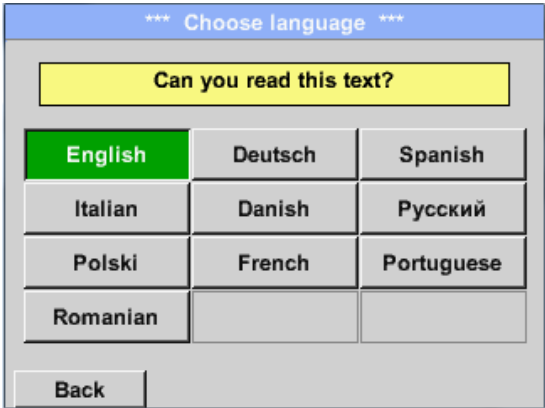 *** Choose language ***
Can you read this text?
English Deutsch Spanish
Italian Danish Русский
Polski French Portuguese
Romanian
Back